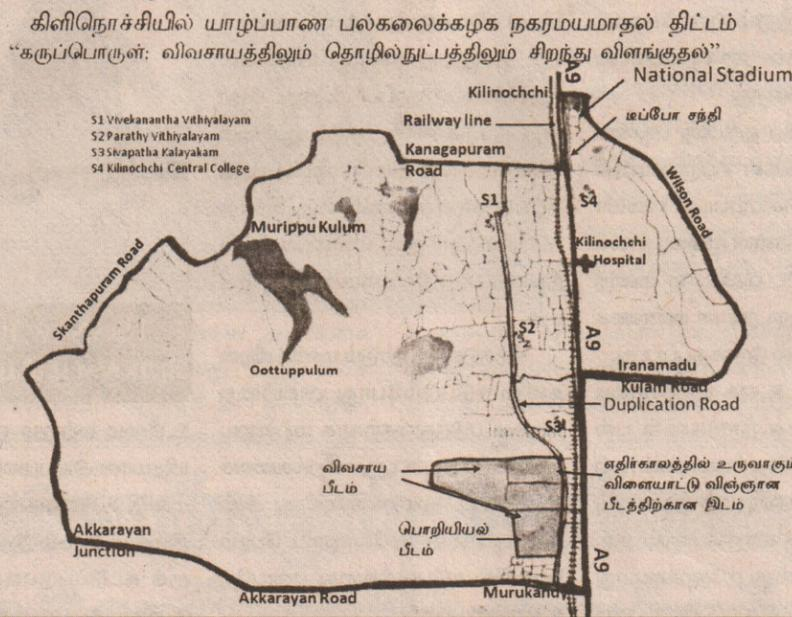 கிளிநொச்சியில் யாழ்ப்பாண பல்கலைக்கழக நகரமயமாதல் திட்டம்
“கருப்பொருள்: விவசாயத்திலும் தொழில்நுட்பத்திலும் சிறந்து விளங்குதல்”
A9
National Stadium
Kilinochchi
Railway line
டிப்போ சந்தி
S1 Vivekanantha Vithiyalayam
S2 Parathy Vithiyalayam
S3 Sivapatha Kalayakam
S4 Kilinochchi Central College
Kanagapuram
Road
Wilson Road
S1
S4
Murippu Kulum
Kilinochchi
Hospital
Skanthapuram Road
S2
A9
Oottuppulum
Iranamadu
Kulam Road
Duplication Road
S3
விவசாய
பீடம்
எதிர்காலத்தில் உருவாகும்
விளையாட்டு விஞ்ஞான
பீடத்திற்கான இடம்
பொறியியல்
பீடம்
Akkarayan
Junction
A9
Akkarayan Road
Murukandy